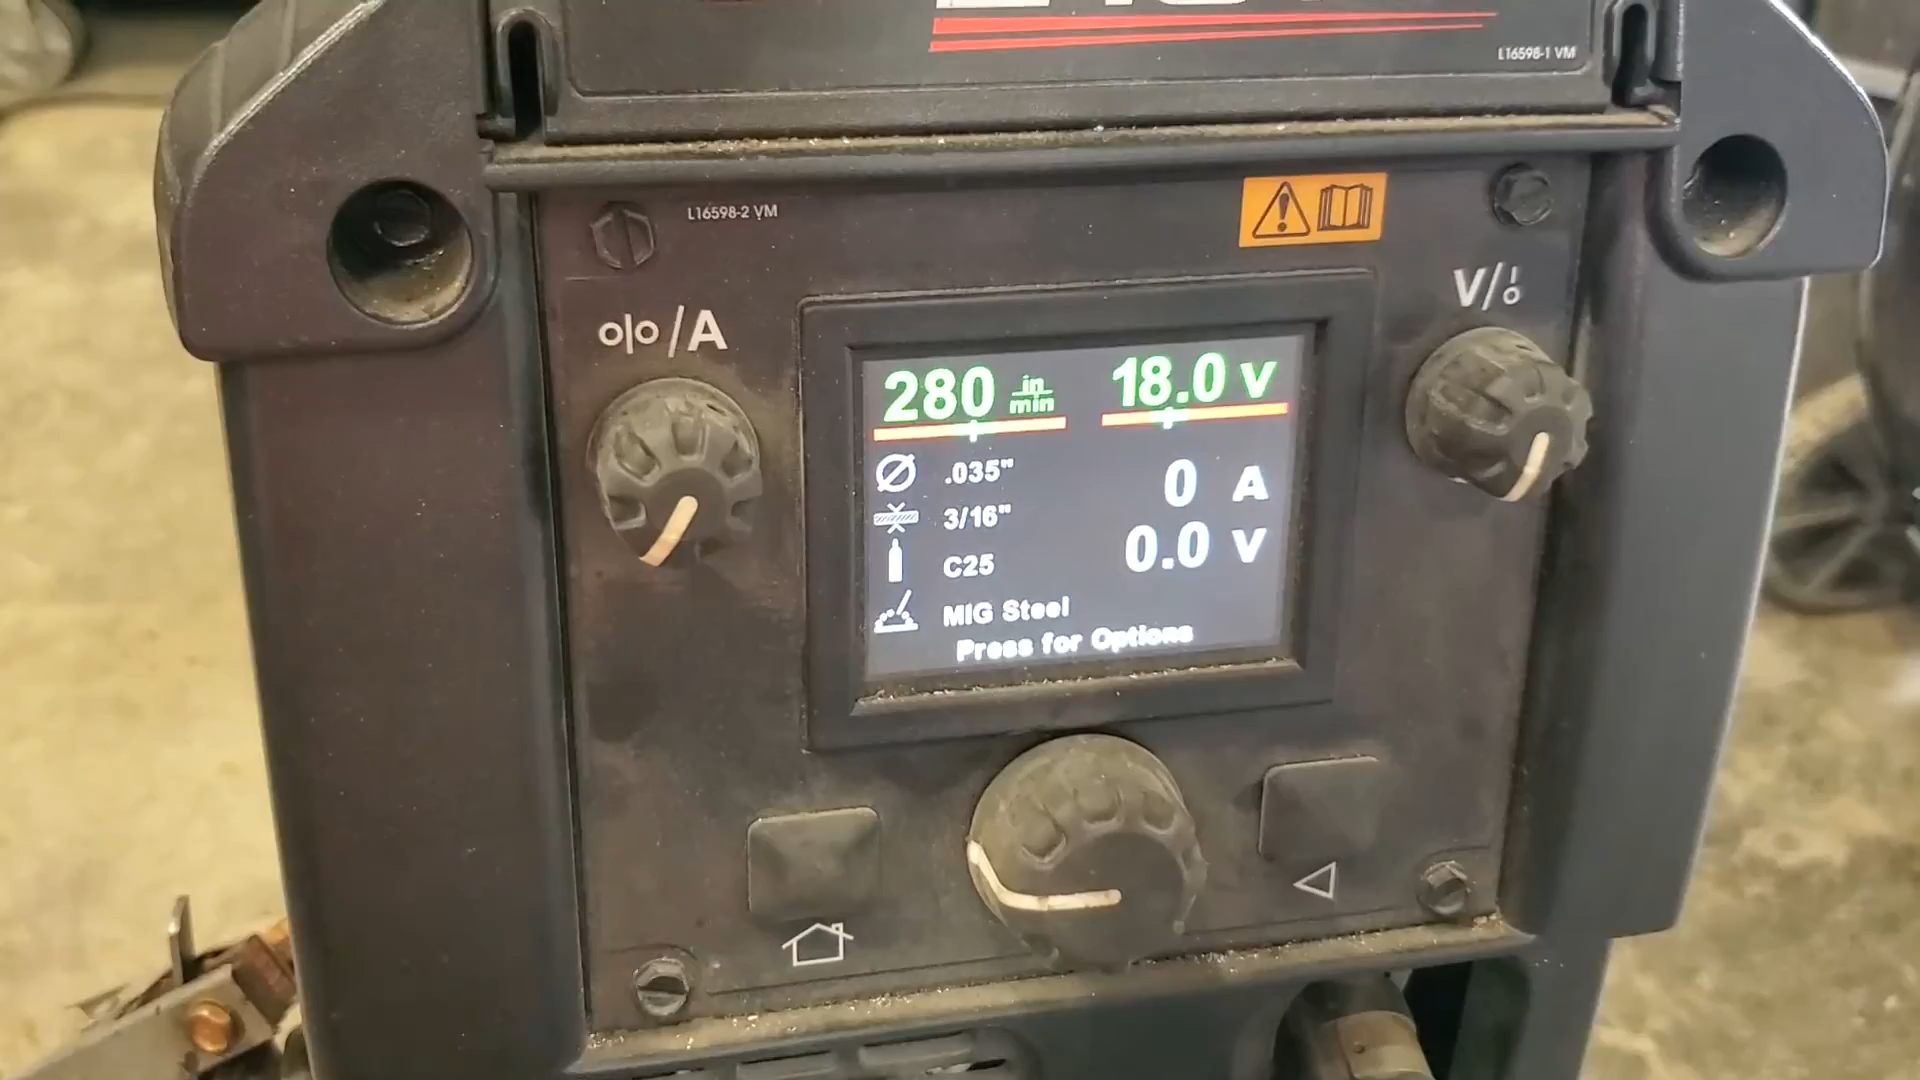 L16598-1 VM
L16598-2 VM
V/
/A
280 in/min
18.0 V
.035"
0 A
3/16"
0.0 V
C25
MIG Steel
Press for Options